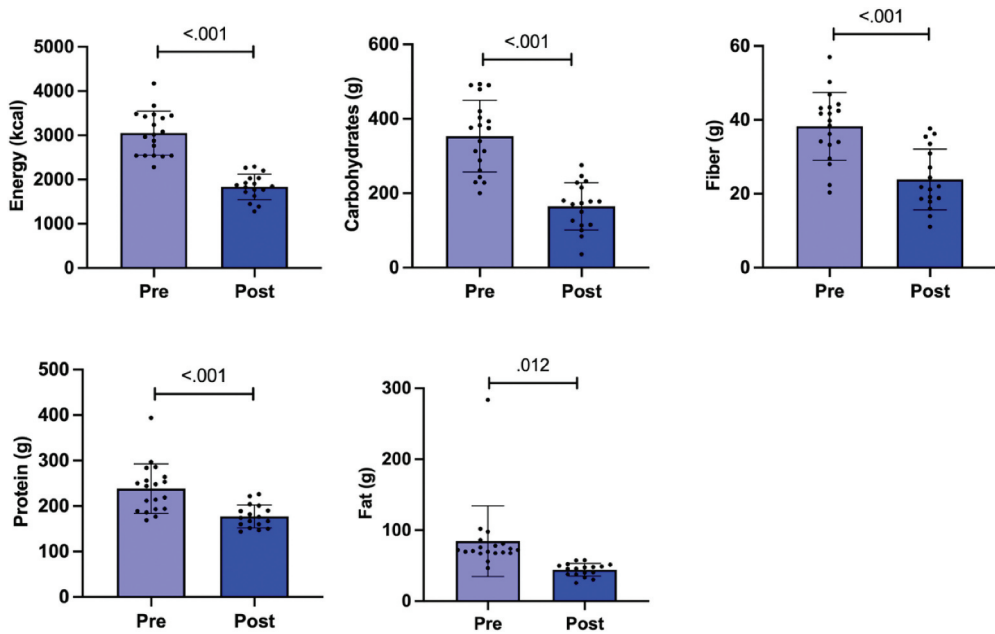 <.001
Energy (kcal)
5000
4000
3000
2000
1000
0
Pre Post
<.001
Carbohydrates (g)
600
400
200
0
Pre Post
<.001
Fiber (g)
60
40
20
0
Pre Post
<.001
Protein (g)
500
400
300
200
100
0
Pre Post
.012
Fat (g)
300
200
100
0
Pre Post